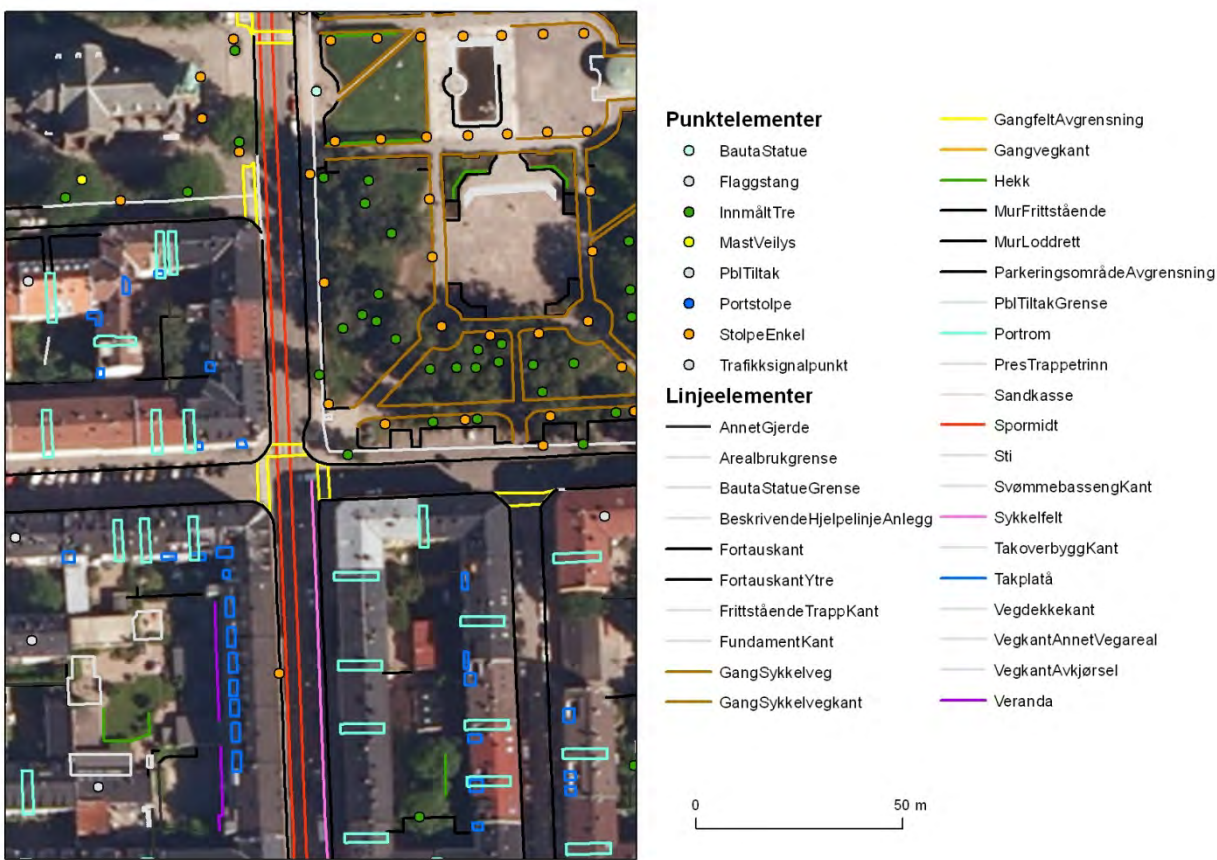 Punktelementer
BautaStatue
Flaggstang
InnmåltTre
MastVeilys
PblTiltak
Portstolpe
StolpeEnkel
Trafikksignalpunkt
Linjeelementer
AnnetGjerde
Arealbrukgrense
BautaStatueGrense
BeskrivendeHjelpelinjeAnlegg
Fortauskant
FortauskantYtre
FrittståendeTrappKant
FundamentKant
GangSykkelveg
GangSykkelvegkant
GangfeltAvgrensning
Gangvegkant
Hekk
MurFrittstående
MurLoddrett
ParkeringsområdeAvgrensning
PblTiltakGrense
Portrom
PresTrappetrinn
Sandkasse
Spormidt
Sti
SvømmebassengKant
Sykkelfelt
TakoverbyggKant
Takplatå
Vegdekkekant
VegkantAnnetVegareal
VegkantAvkjørsel
Veranda
0 50 m